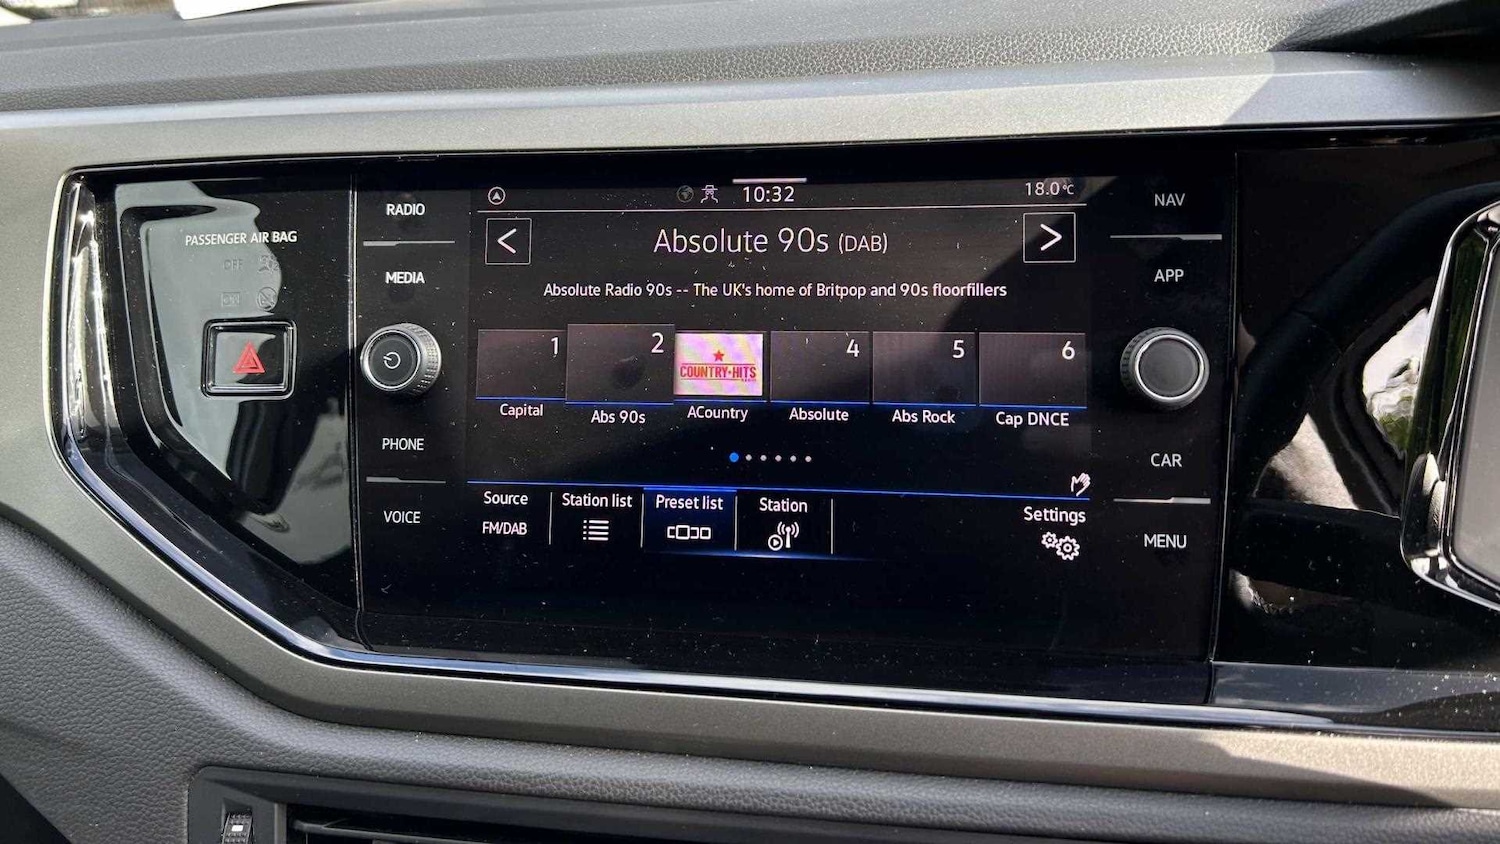 PASSENGER AIR BAG
OFF
RADIO
MEDIA
PHONE
VOICE
10:32
18.0°C
< Absolute 90s (DAB) >
Absolute Radio 90s -- The UK's home of Britpop and 90s floorfillers
1
2
COUNTRY★HITS
RADIO
4
5
6
Capital
Abs 90s
ACountry
Absolute
Abs Rock
Cap DNCE
Source
FM/DAB
Station list
Preset list
Station
Settings
NAV
APP
CAR
MENU